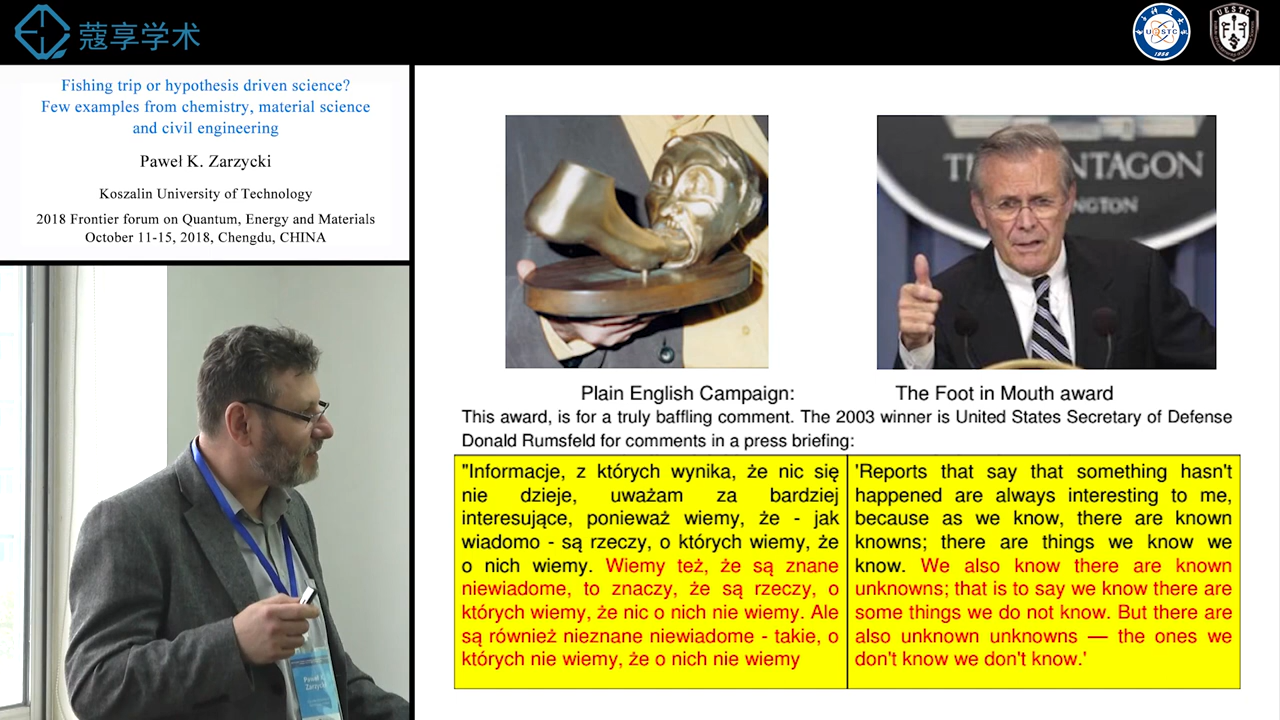 蔻享学术
UESTC
1956
UESTC
Fishing trip or hypothesis driven science?
Few examples from chemistry, material science
and civil engineering
Paweł K. Zarzycki
Koszalin University of Technology
2018 Frontier forum on Quantum, Energy and Materials
October 11-15, 2018, Chengdu, CHINA
Paweł K.
Zarzycki
Plain English Campaign:
The Foot in Mouth award
This award, is for a truly baffling comment. The 2003 winner is United States Secretary of Defense
Donald Rumsfeld for comments in a press briefing:
"Informacje, z których wynika, że nic się
nie dzieje, uważam za bardziej
interesujące, ponieważ wiemy, że - jak
wiadomo - są rzeczy, o których wiemy, że
o nich wiemy. Wiemy też, że są znane
niewiadome, to znaczy, że są rzeczy, o
których wiemy, że nic o nich nie wiemy. Ale
są również nieznane niewiadome - takie, o
których nie wiemy, że o nich nie wiemy
'Reports that say that something hasn't
happened are always interesting to me,
because as we know, there are known
knowns; there are things we know we
know. We also know there are known
unknowns; that is to say we know there are
some things we do not know. But there are
also unknown unknowns — the ones we
don't know we don't know.'